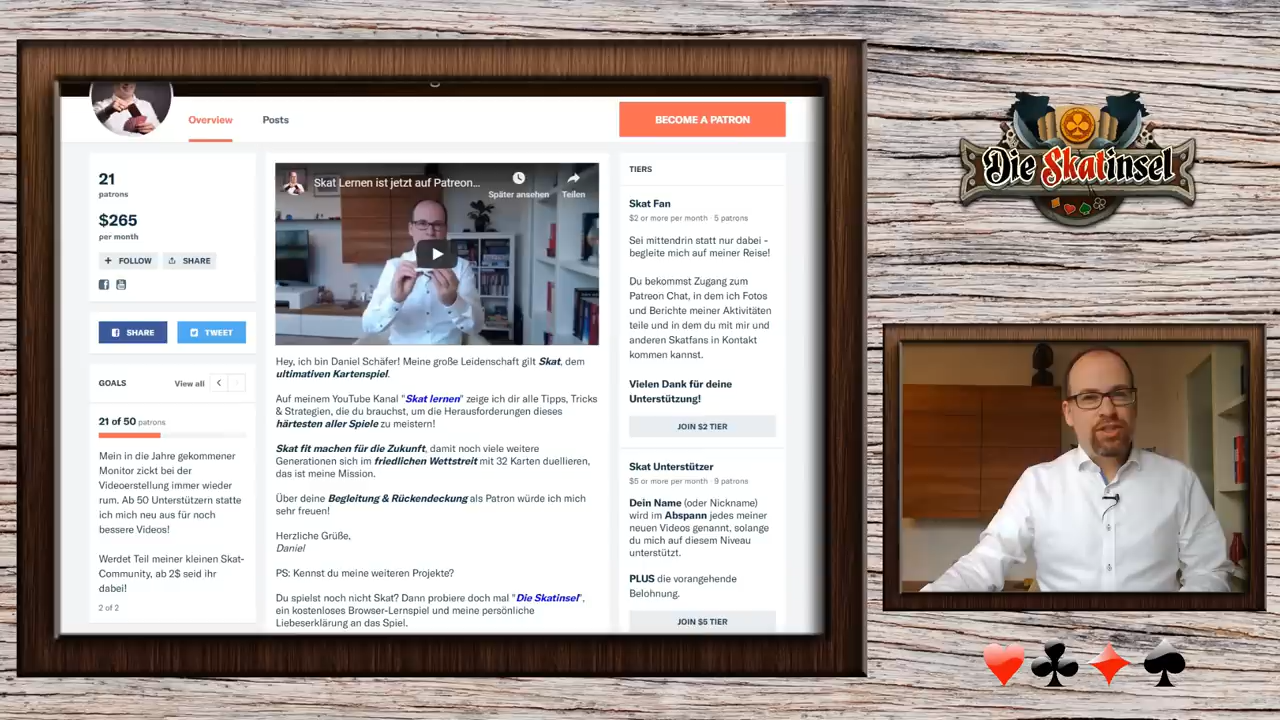 Overview
Posts
BECOME A PATRON
21
patrons
$265
per month
FOLLOW
SHARE
SHARE
TWEET
GOALS
View all
21 of 50 patrons
Mein in die Jahre gekommener
Monitor zickt bei der
Videoerstellung immer wieder
rum. Ab 50 Unterstützern statte
ich mich neu aus für noch
bessere Videos!
Werdet Teil meiner kleinen Skat-
Community, ab 2$ seid ihr
dabei!
2 of 2
Skat Lernen ist jetzt auf Patreon...
Später ansehen
Teilen
Hey, ich bin Daniel Schäfer! Meine große Leidenschaft gilt Skat, dem
ultimativen Kartenspiel.
Auf meinem YouTube Kanal "Skat lernen" zeige ich dir alle Tipps, Tricks
& Strategien, die du brauchst, um die Herausforderungen dieses
härtesten aller Spiele zu meistern!
Skat fit machen für die Zukunft, damit noch viele weitere
Generationen sich im friedlichen Wettstreit mit 32 Karten duellieren,
das ist meine Mission.
Über deine Begleitung & Rückendeckung als Patron würde ich mich
sehr freuen!
Herzliche Grüße,
Daniel
PS: Kennst du meine weiteren Projekte?
Du spielst noch nicht Skat? Dann probiere doch mal "Die Skatinsel",
ein kostenloses Browser-Lernspiel und meine persönliche
Liebeserklärung an das Spiel.
TIERS
Skat Fan
$2 or more per month · 5 patrons
Sei mittendrin statt nur dabei -
begleite mich auf meiner Reise!
Du bekommst Zugang zum
Patreon Chat, in dem ich Fotos
und Berichte meiner Aktivitäten
teile und in dem du mit mir und
anderen Skatfans in Kontakt
kommen kannst.
Vielen Dank für deine
Unterstützung!
JOIN $2 TIER
Skat Unterstützer
$5 or more per month · 9 patrons
Dein Name (oder Nickname)
wird im Abspann jedes meiner
neuen Videos genannt, solange
du mich auf diesem Niveau
unterstützt.
PLUS die vorangehende
Belohnung.
JOIN $5 TIER
Die Skatinsel